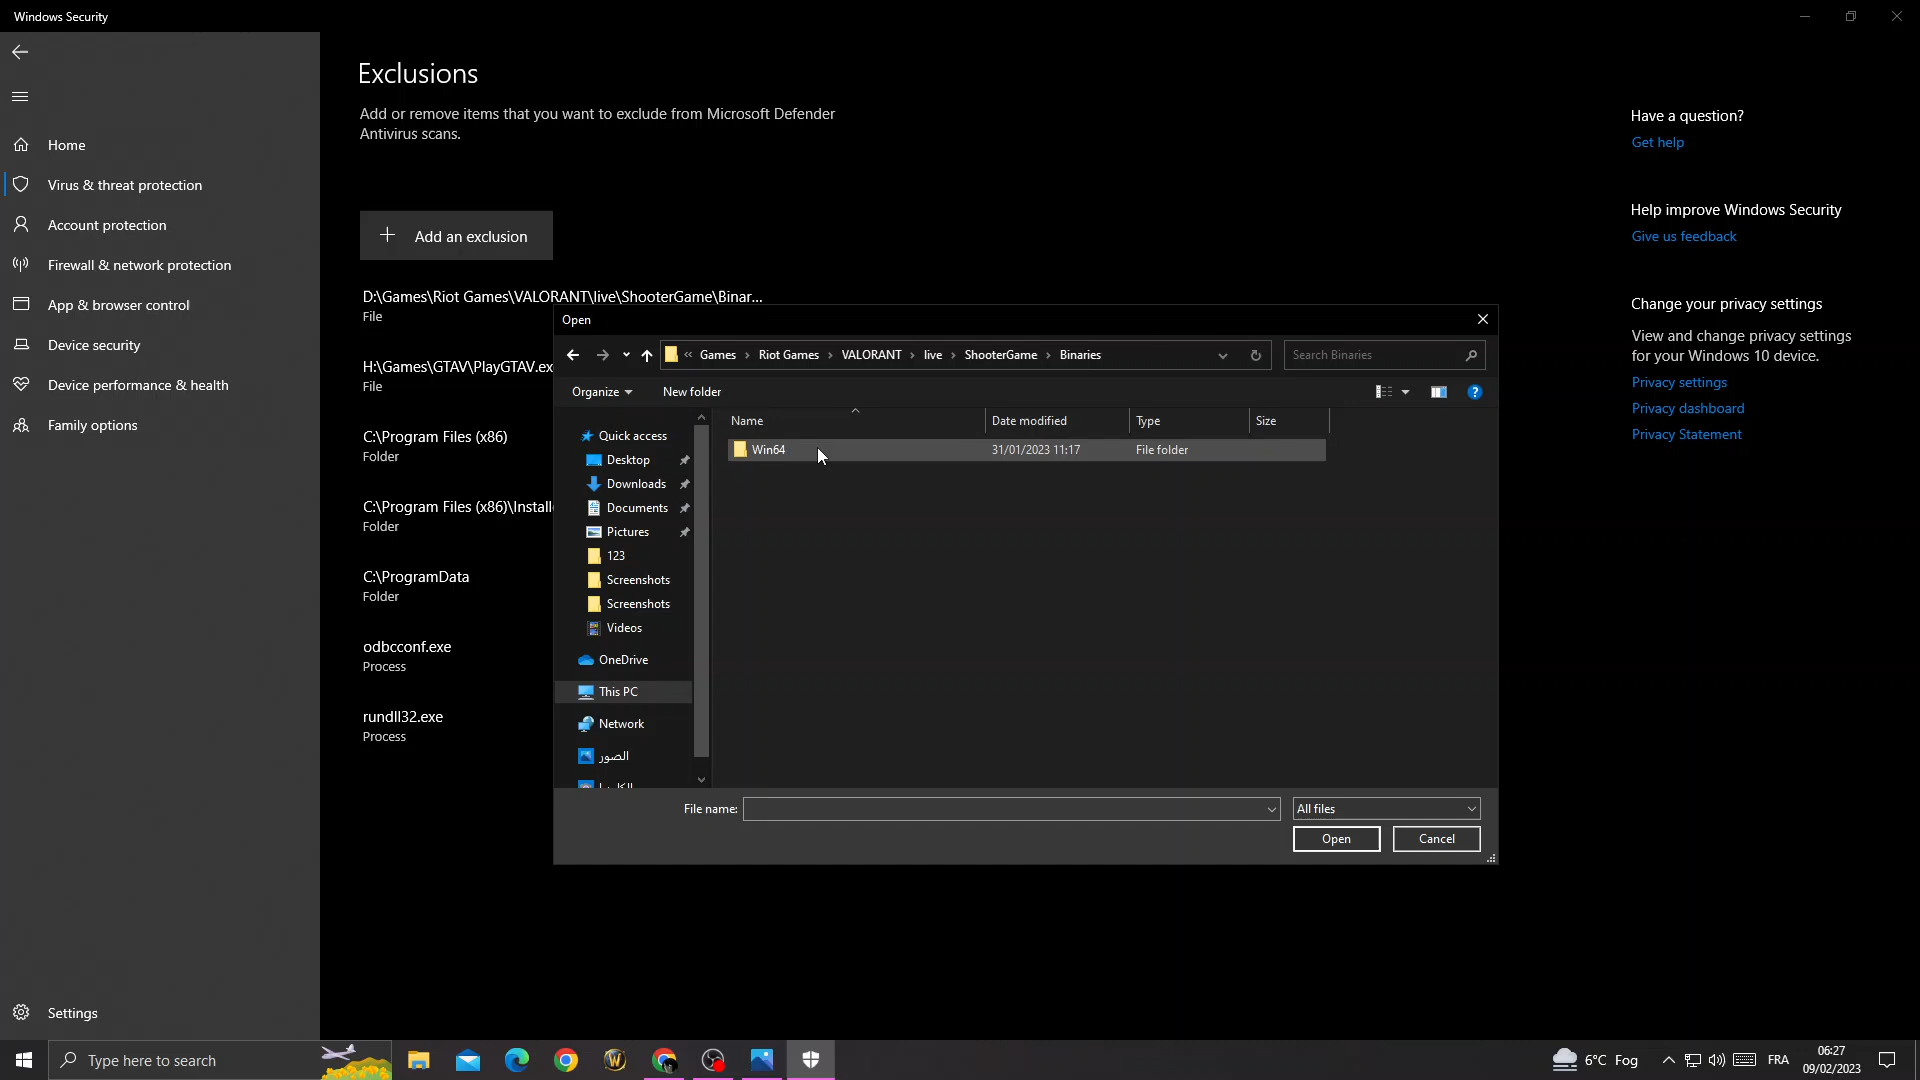 Windows Security
Home
Virus & threat protection
Account protection
Firewall & network protection
App & browser control
Device security
Device performance & health
Family options
Settings
Exclusions
Add or remove items that you want to exclude from Microsoft Defender
Antivirus scans.
Add an exclusion
D:\Games\Riot Games\VALORANT\live\ShooterGame\Binar...
File
H:\Games\GTAV\PlayGTAV.ex
File
C:\Program Files (x86)
Folder
C:\Program Files (x86)\Install
Folder
C:\ProgramData
Folder
odbcconf.exe
Process
rundll32.exe
Process
Open
« Games › Riot Games › VALORANT › live › ShooterGame › Binaries
Search Binaries
Organize
New folder
Name
Date modified
Type
Size
Win64
31/01/2023 11:17
File folder
Quick access
Desktop
Downloads
Documents
Pictures
123
Screenshots
Screenshots
Videos
OneDrive
This PC
Network
الصور
File name:
All files
Open
Cancel
Have a question?
Get help
Help improve Windows Security
Give us feedback
Change your privacy settings
View and change privacy settings
for your Windows 10 device.
Privacy settings
Privacy dashboard
Privacy Statement
Type here to search
6°C Fog
FRA
06:27
09/02/2023